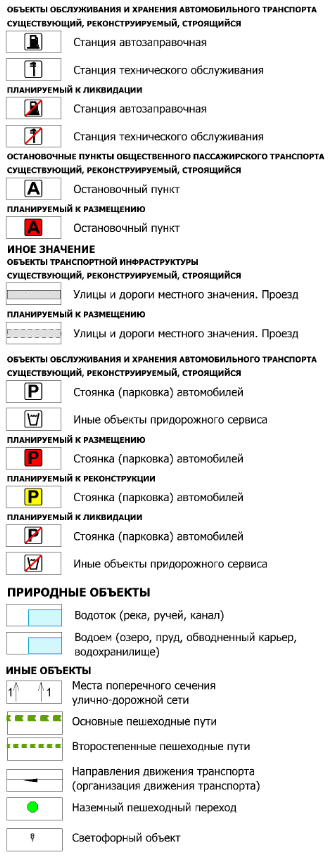 ОБЪЕКТЫ ОБСЛУЖИВАНИЯ И ХРАНЕНИЯ АВТОМОБИЛЬНОГО ТРАНСПОРТА
СУЩЕСТВУЮЩИЙ, РЕКОНСТРУИРУЕМЫЙ, СТРОЯЩИЙСЯ
Станция автозаправочная
Станция технического обслуживания
ПЛАНИРУЕМЫЙ К ЛИКВИДАЦИИ
Станция автозаправочная
Станция технического обслуживания
ОСТАНОВОЧНЫЕ ПУНКТЫ ОБЩЕСТВЕННОГО ПАССАЖИРСКОГО ТРАНСПОРТА
СУЩЕСТВУЮЩИЙ, РЕКОНСТРУИРУЕМЫЙ, СТРОЯЩИЙСЯ
А Остановочный пункт
ПЛАНИРУЕМЫЙ К РАЗМЕЩЕНИЮ
А Остановочный пункт
ИНОЕ ЗНАЧЕНИЕ
ОБЪЕКТЫ ТРАНСПОРТНОЙ ИНФРАСТРУКТУРЫ
СУЩЕСТВУЮЩИЙ, РЕКОНСТРУИРУЕМЫЙ, СТРОЯЩИЙСЯ
Улицы и дороги местного значения. Проезд
ПЛАНИРУЕМЫЙ К РАЗМЕЩЕНИЮ
Улицы и дороги местного значения. Проезд
ОБЪЕКТЫ ОБСЛУЖИВАНИЯ И ХРАНЕНИЯ АВТОМОБИЛЬНОГО ТРАНСПОРТА
СУЩЕСТВУЮЩИЙ, РЕКОНСТРУИРУЕМЫЙ, СТРОЯЩИЙСЯ
P Стоянка (парковка) автомобилей
Иные объекты придорожного сервиса
ПЛАНИРУЕМЫЙ К РАЗМЕЩЕНИЮ
P Стоянка (парковка) автомобилей
ПЛАНИРУЕМЫЙ К РЕКОНСТРУКЦИИ
P Стоянка (парковка) автомобилей
ПЛАНИРУЕМЫЙ К ЛИКВИДАЦИИ
P Стоянка (парковка) автомобилей
Иные объекты придорожного сервиса
ПРИРОДНЫЕ ОБЪЕКТЫ
Водоток (река, ручей, канал)
Водоем (озеро, пруд, обводненный карьер,
водохранилище)
ИНЫЕ ОБЪЕКТЫ
1 1 Места поперечного сечения
улично-дорожной сети
Основные пешеходные пути
Второстепенные пешеходные пути
Направления движения транспорта
(организация движения транспорта)
Наземный пешеходный переход
Светофорный объект